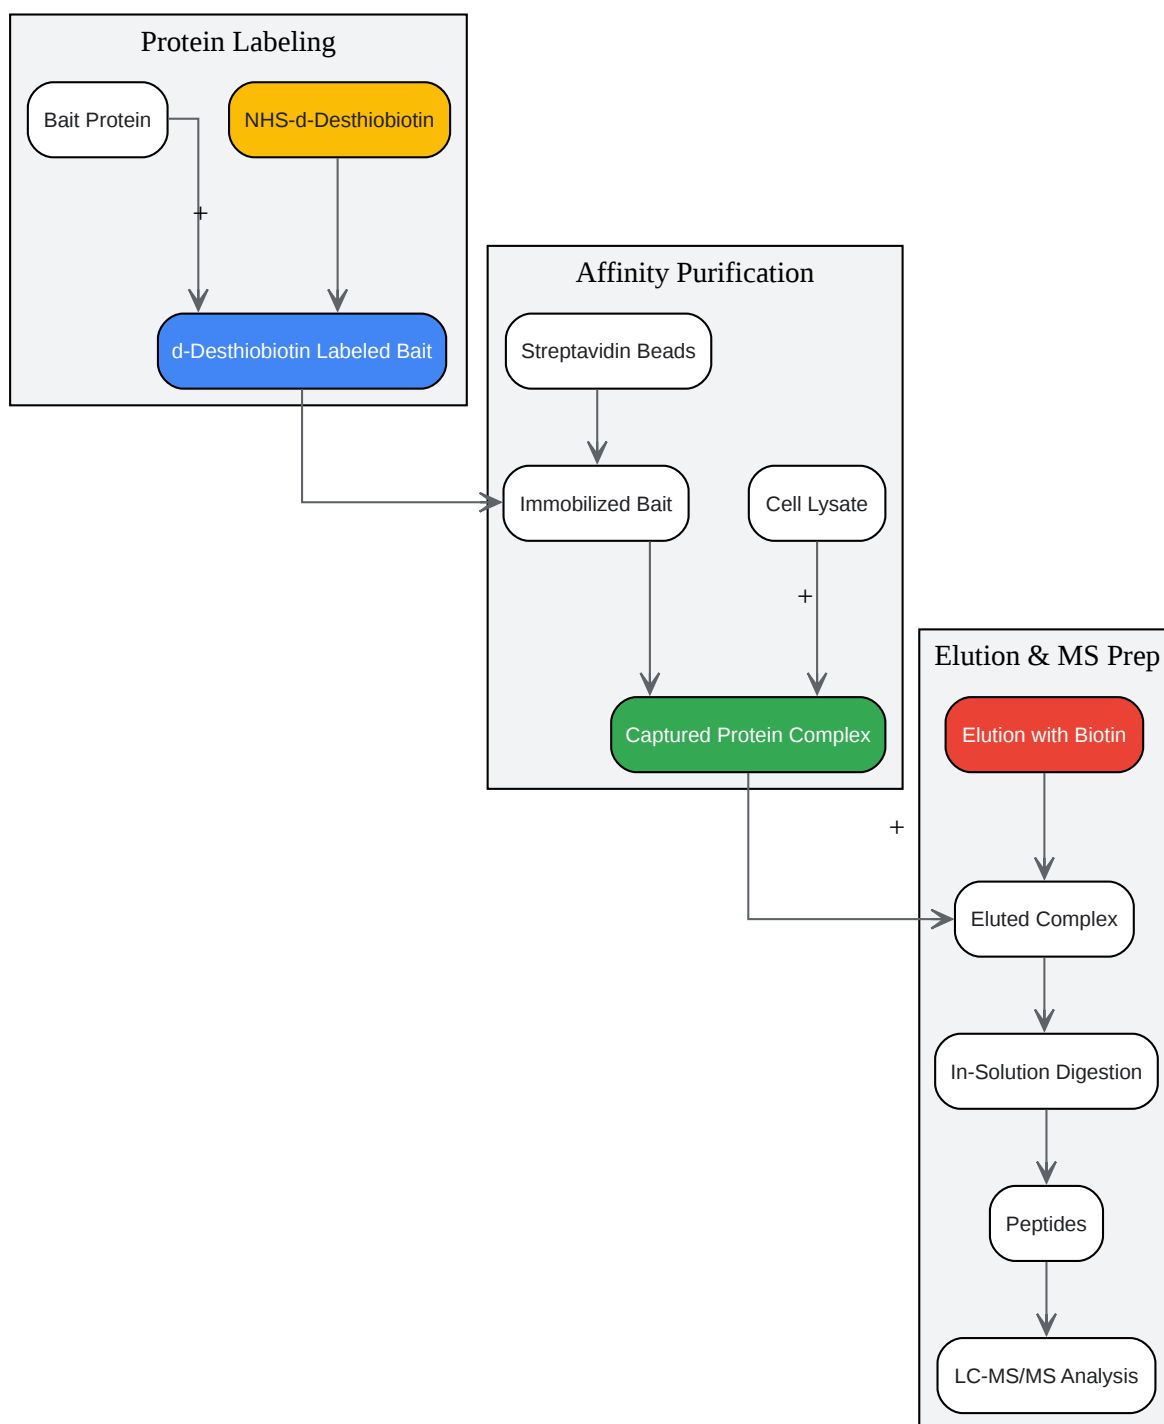 Protein Labeling
Bait Protein
NHS-d-Desthiobiotin
+
d-Desthiobiotin Labeled Bait
Affinity Purification
Streptavidin Beads
Immobilized Bait
Cell Lysate
+
Captured Protein Complex
+
Elution & MS Prep
Elution with Biotin
Eluted Complex
In-Solution Digestion
Peptides
LC-MS/MS Analysis